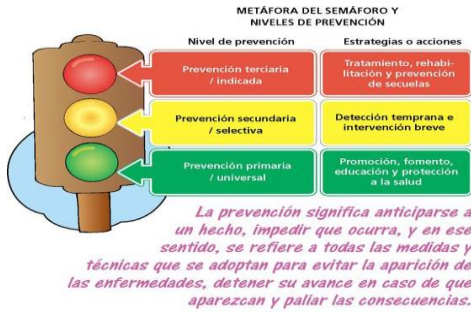 METÁFORA DEL SEMÁFORO Y
NIVELES DE PREVENCIÓN
Nivel de prevención
Estrategias o acciones
Prevención terciaria
/ indicada
Tratamiento, rehabi-
litación y prevención
de secuelas
Prevención secundaria
/ selectiva
Detección temprana e
intervención breve
Prevención primaria
/ universal
Promoción, fomento,
educación y protección
a la salud
La prevención significa anticiparse a
un hecho, impedir que ocurra, y en ese
sentido, se refiere a todas las medidas y
técnicas que se adoptan para evitar la aparición de
las enfermedades, detener su avance en caso de que
aparezcan y paliar las consecuencias.